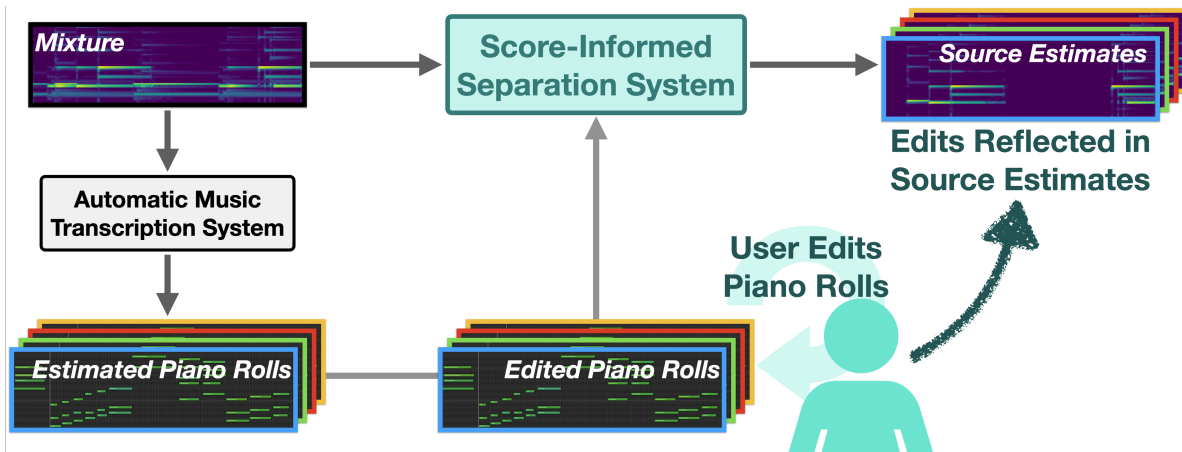 Mixture
Score-Informed
Separation System
Source Estimates
Edits Reflected in
Source Estimates
Automatic Music
Transcription System
User Edits
Piano Rolls
Estimated Piano Rolls
Edited Piano Rolls